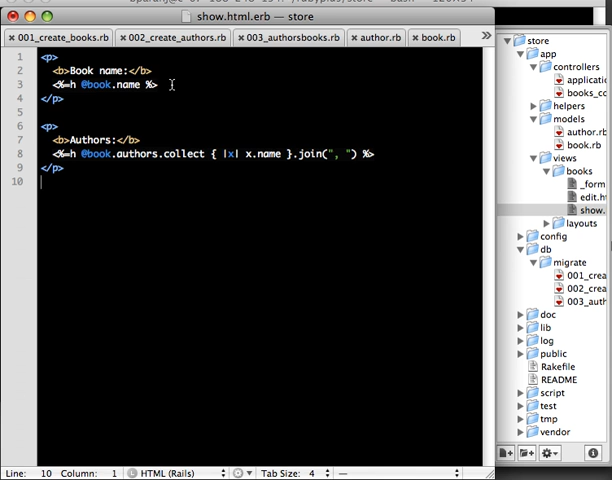 show.html.erb — store
001_create_books.rb
002_create_authors.rb
003_authorsbooks.rb
author.rb
book.rb
»
1 <p>
2 <b>Book name:</b>
3 <%=h @book.name %>
4 </p>
5
6 <p>
7 <b>Authors:</b>
8 <%=h @book.authors.collect { |x| x.name }.join(", ") %>
9 </p>
10
Line: 10 Column: 1 HTML (Rails) Tab Size: 4 —
store
app
controllers
applicati
books_cc
helpers
models
author.rb
book.rb
views
books
_form
edit.ht
show.
layouts
config
db
migrate
001_crea
002_crea
003_auth
doc
lib
log
public
Rakefile
README
script
test
tmp
vendor